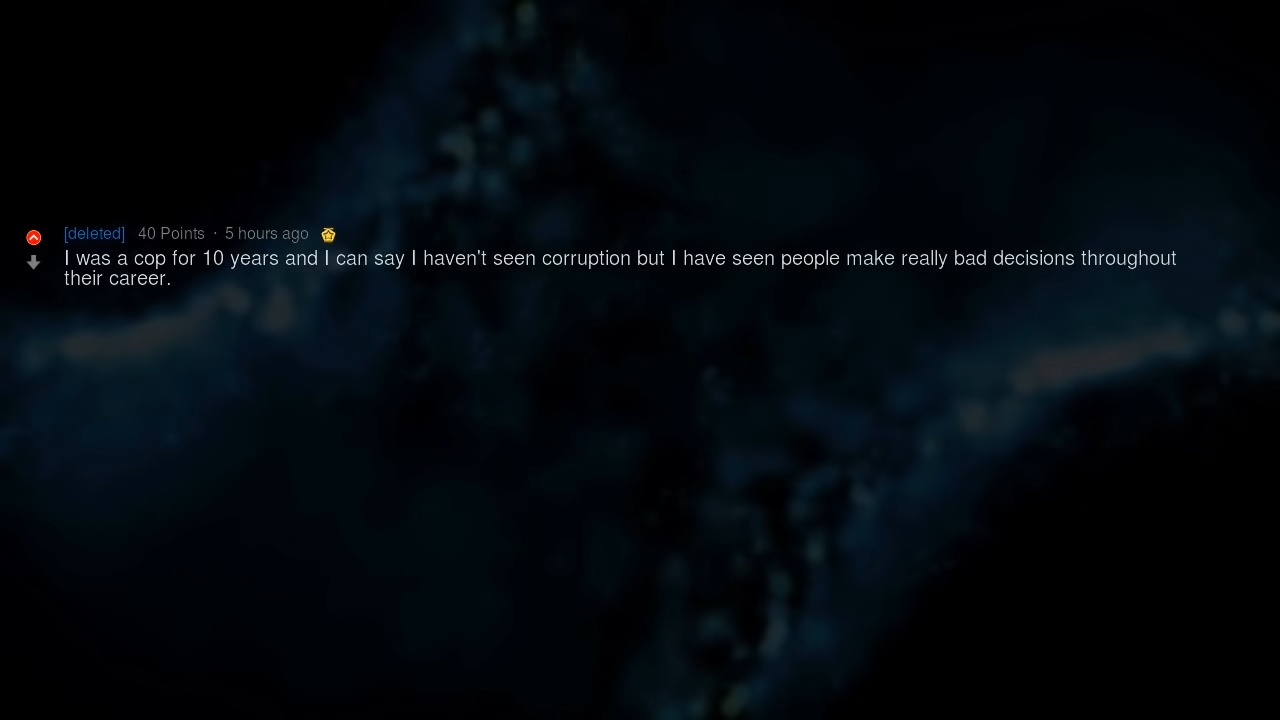 [deleted] 40 Points · 5 hours ago
I was a cop for 10 years and I can say I haven't seen corruption but I have seen people make really bad decisions throughout
their career.